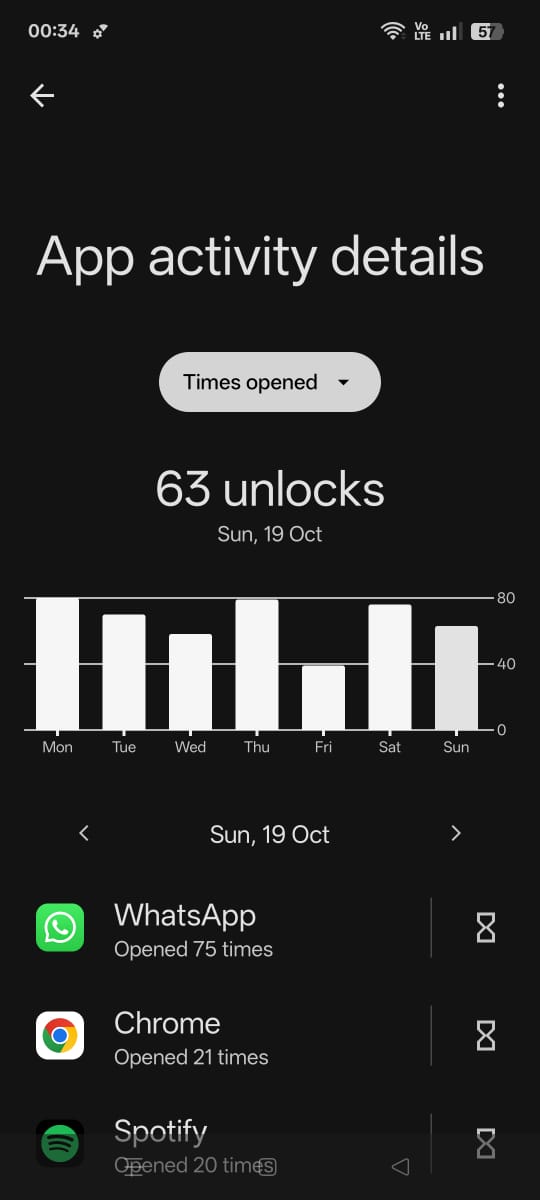 00:34
Vo
LTE
57
App activity details
Times opened
63 unlocks
Sun, 19 Oct
80
40
0
Mon Tue Wed Thu Fri Sat Sun
Sun, 19 Oct
WhatsApp
Opened 75 times
Chrome
Opened 21 times
Spotify
Opened 20 times